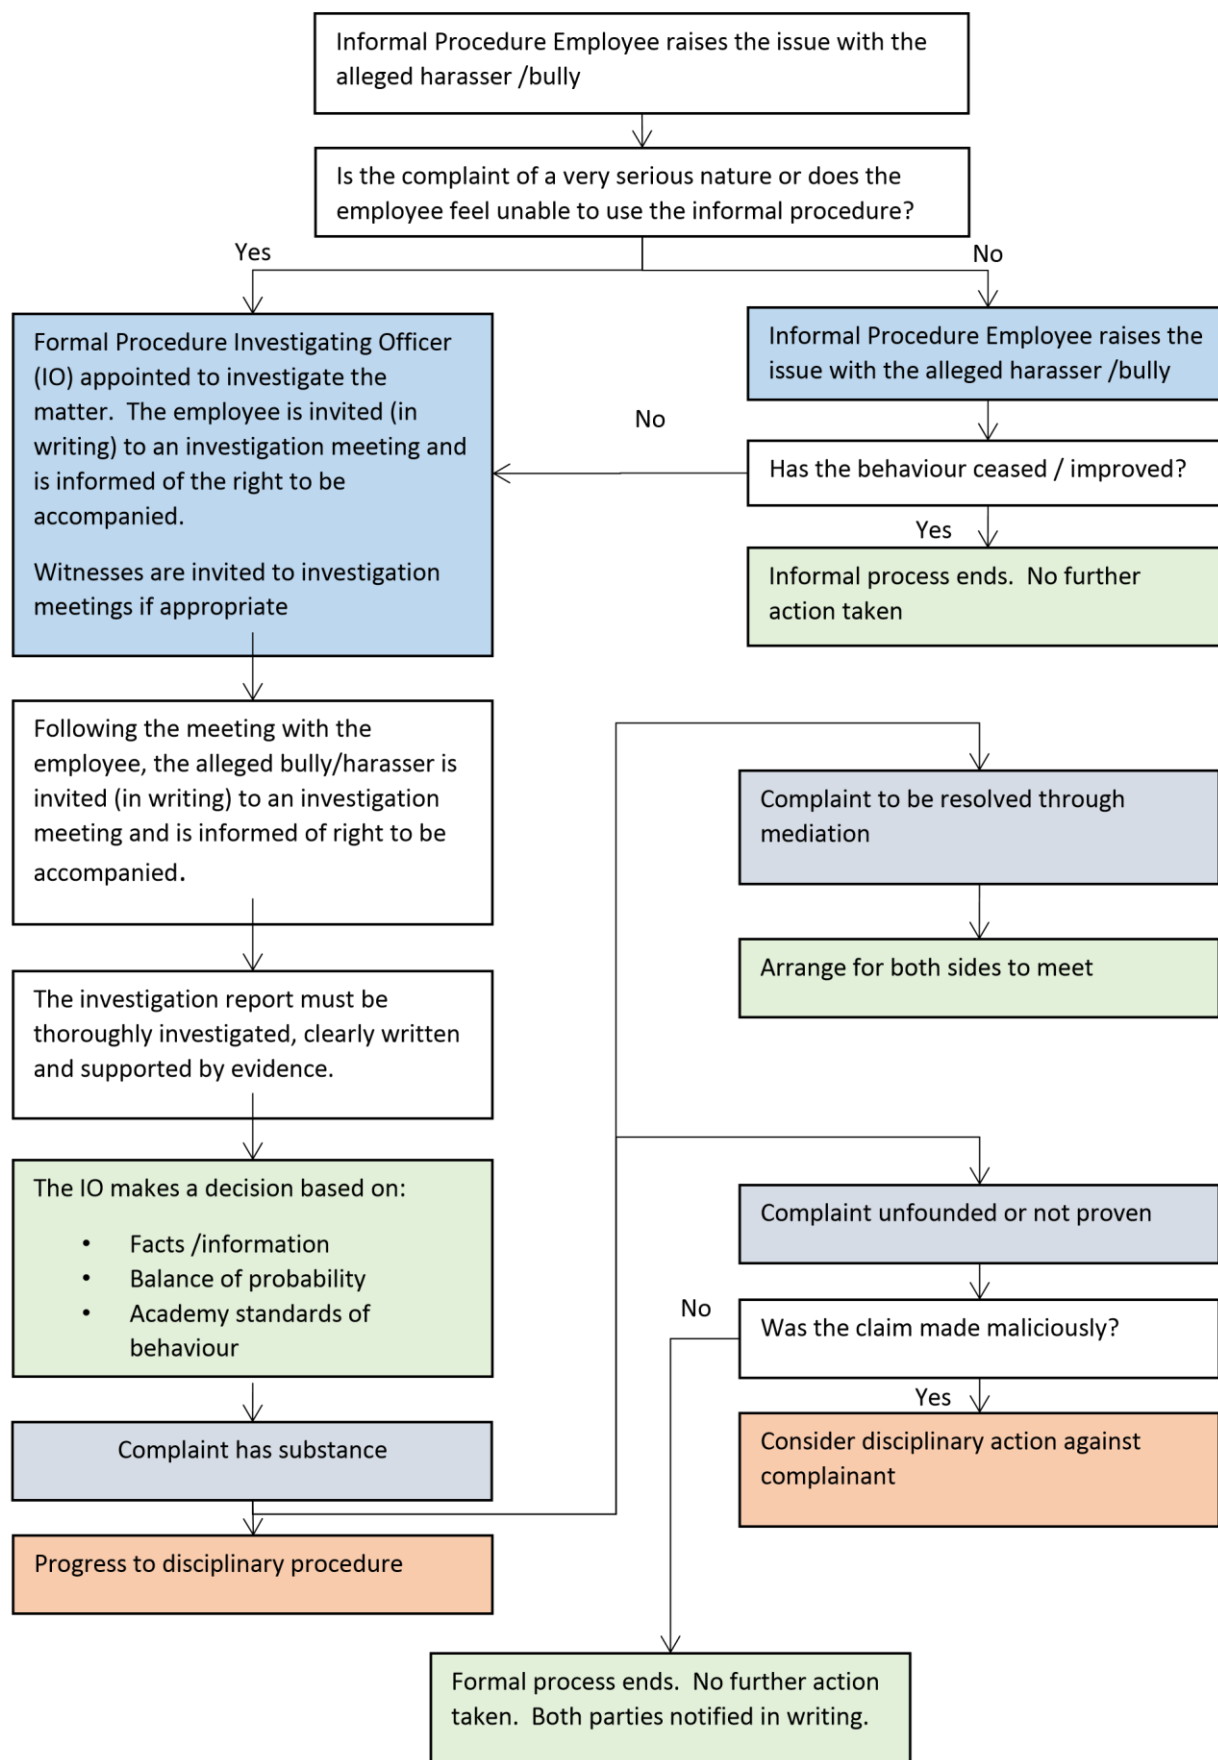 Informal Procedure Employee raises the issue with the
alleged harasser /bully
Is the complaint of a very serious nature or does the
employee feel unable to use the informal procedure?
Yes
No
Formal Procedure Investigating Officer
(IO) appointed to investigate the
matter.  The employee is invited (in
writing) to an investigation meeting and
is informed of the right to be
accompanied.
Witnesses are invited to investigation
meetings if appropriate
Informal Procedure Employee raises the
issue with the alleged harasser /bully
No
Has the behaviour ceased / improved?
Yes
Informal process ends.  No further
action taken
Following the meeting with the
employee, the alleged bully/harasser is
invited (in writing) to an investigation
meeting and is informed of right to be
accompanied.
Complaint to be resolved through
mediation
Arrange for both sides to meet
The investigation report must be
thoroughly investigated, clearly written
and supported by evidence.
The IO makes a decision based on:
• Facts /information
• Balance of probability
• Academy standards of
behaviour
Complaint unfounded or not proven
No
Was the claim made maliciously?
Yes
Consider disciplinary action against
complainant
Complaint has substance
Progress to disciplinary procedure
Formal process ends.  No further action
taken.  Both parties notified in writing.